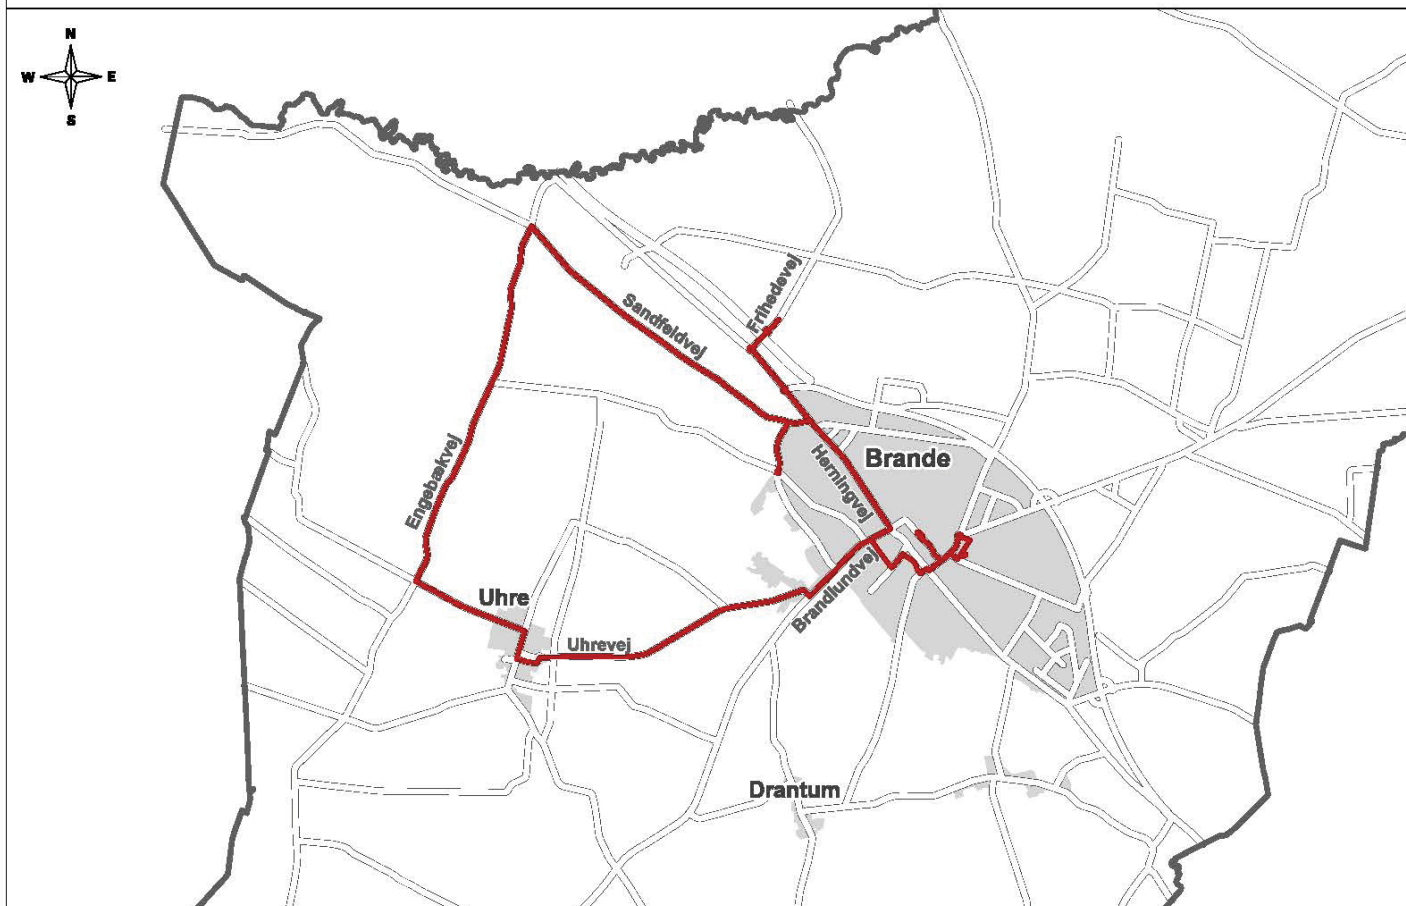 N
W E
S
Frihedevej
Sandfeldvej
Brande
Herningvej
Engebækvej
Brandlundvej
Uhre
Uhrevej
Drantum